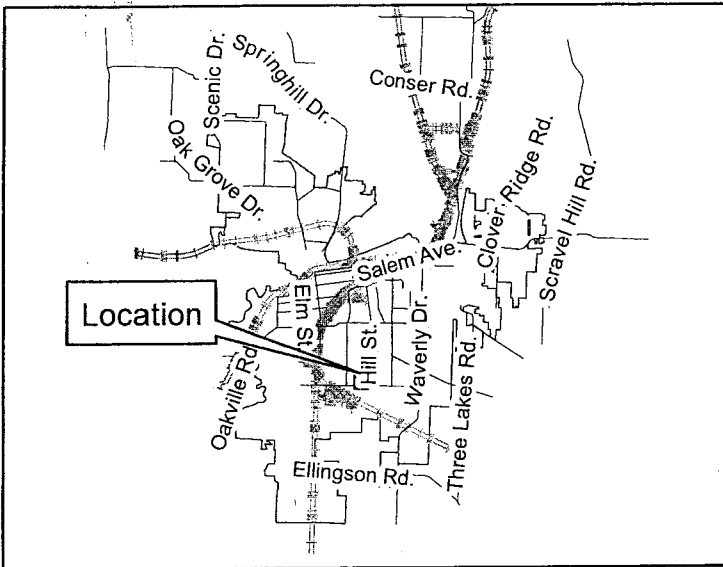 Conser Rd.
Springhill Dr.
Scenic Dr.
Oak Grove Dr.
Clover Ridge Rd.
Scravel Hill Rd.
Salem Ave.
Location
Elm St.
Hill St.
Waverly Dr.
Oakville Rd.
Three Lakes Rd.
Ellingson Rd.